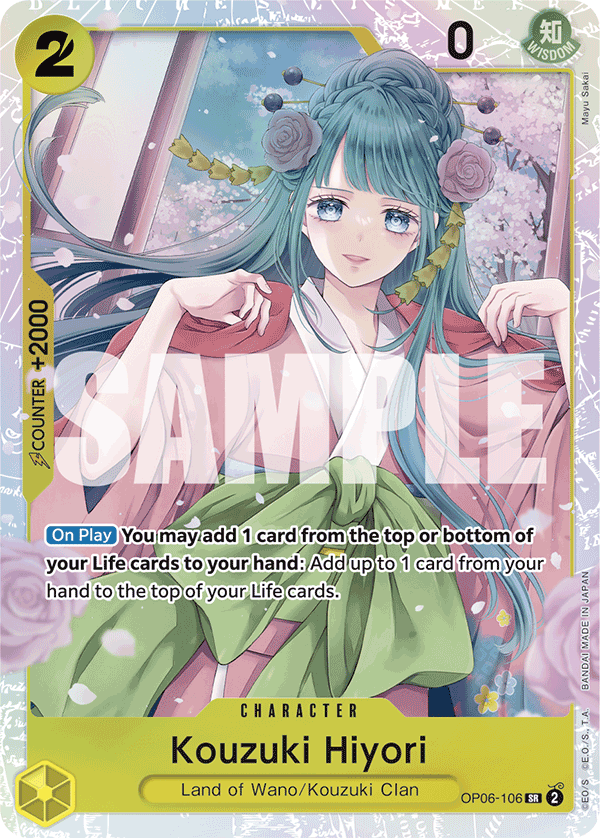 2
0
知
WISDOM
Mayu Sakai
COUNTER +2000
SAMPLE
On Play You may add 1 card from the top or bottom of
your Life cards to your hand: Add up to 1 card from your
hand to the top of your Life cards.
CHARACTER
Kouzuki Hiyori
Land of Wano/Kouzuki Clan
OP06-106 SR 2
©E.O/S ©E.O./S., T.A. BANDAI MADE IN JAPAN